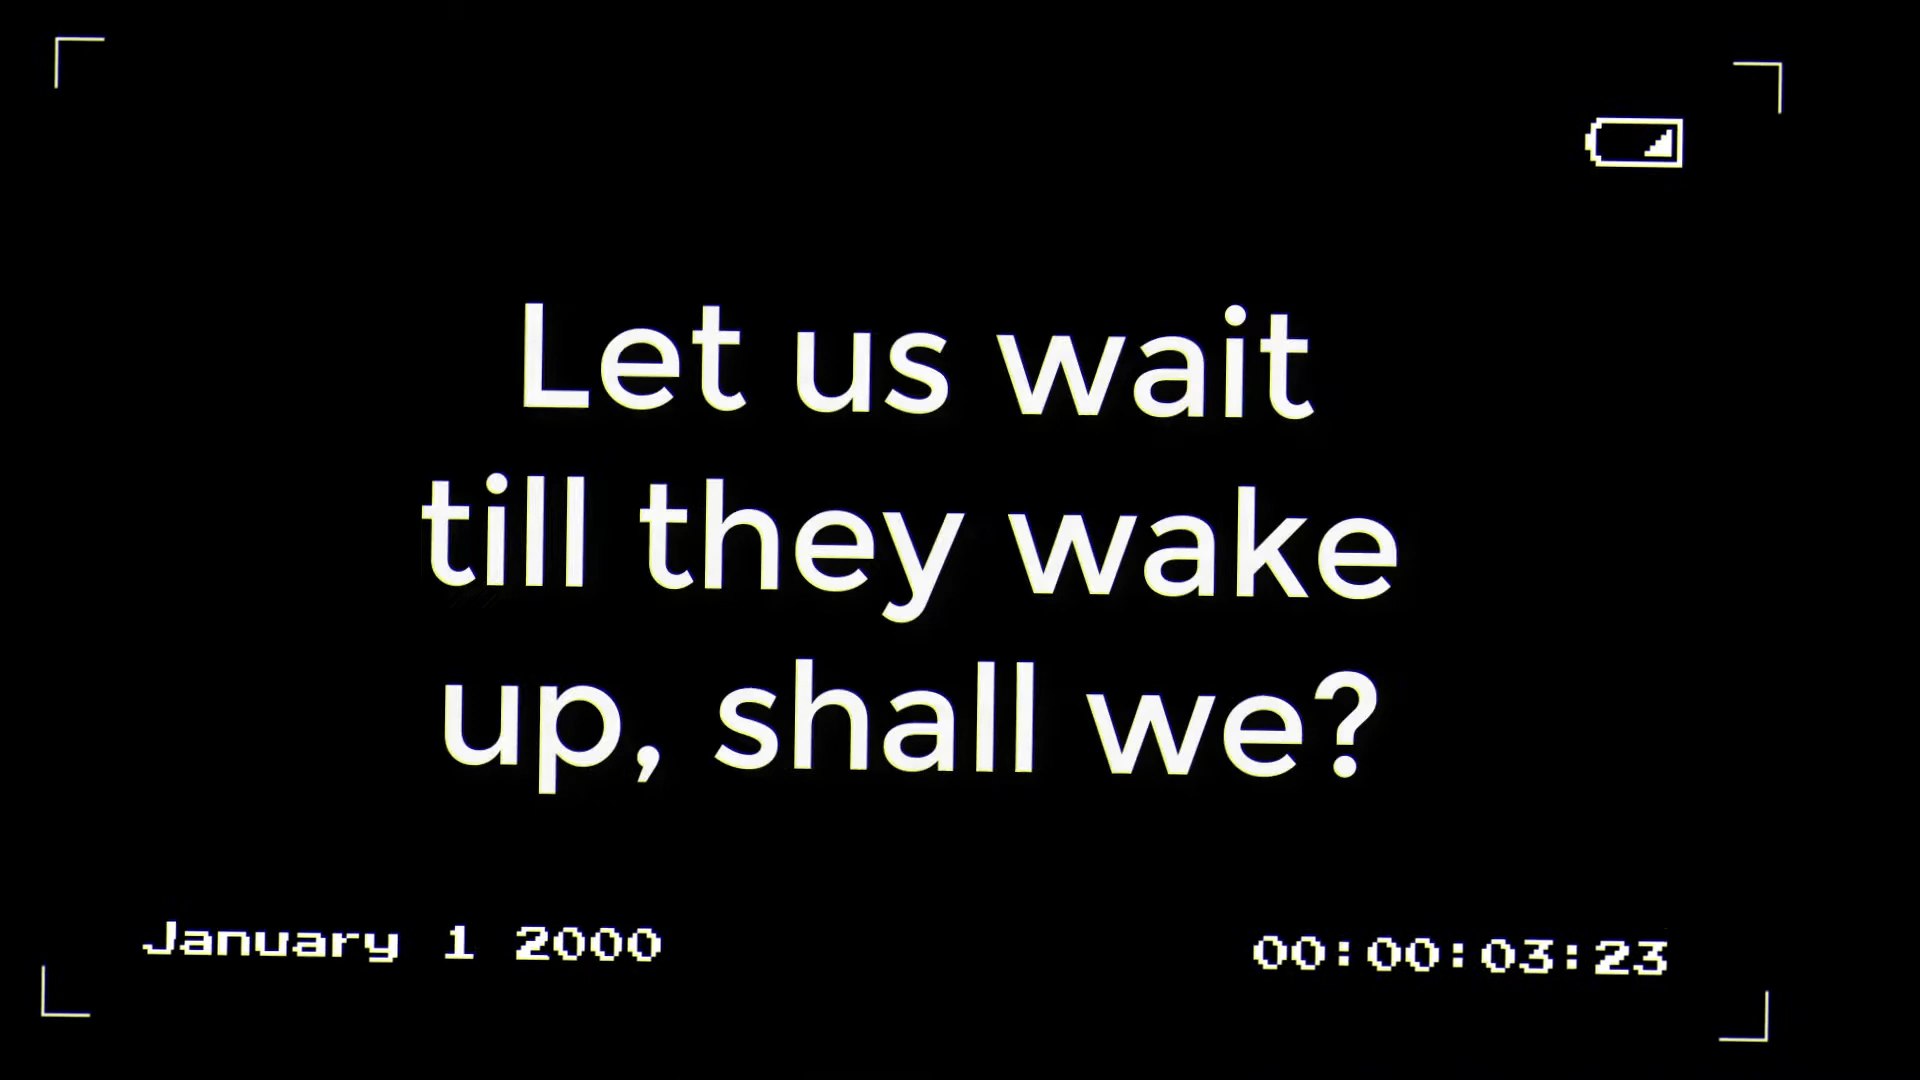 Let us wait
till they wake
up, shall we?
January 1 2000
00:00:03:23